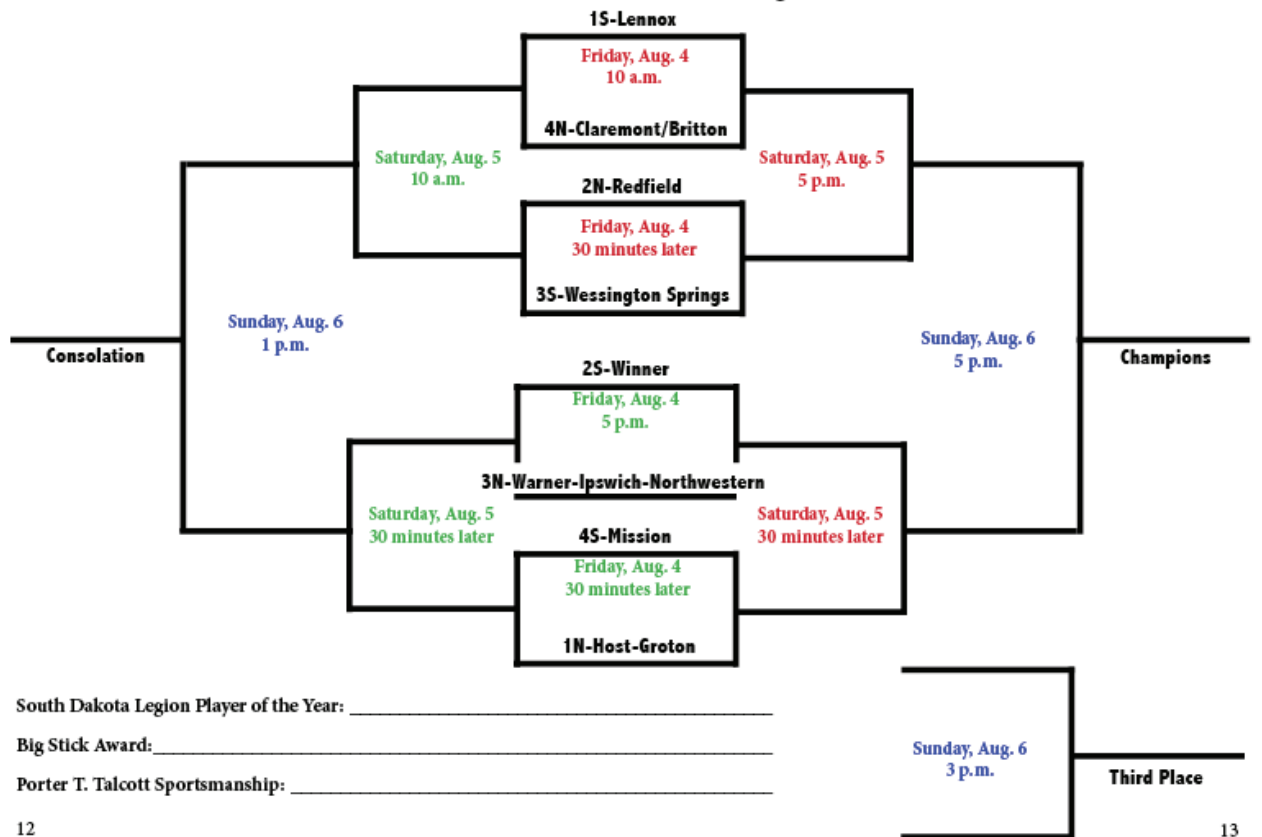 1S-Lennox
Friday, Aug. 4
10 a.m.
4N-Claremont/Britton
Saturday, Aug. 5
10 a.m.
Saturday, Aug. 5
5 p.m.
2N-Redfield
Friday, Aug. 4
30 minutes later
3S-Wessington Springs
Sunday, Aug. 6
1 p.m.
Consolation
Sunday, Aug. 6
5 p.m.
Champions
2S-Winner
Friday, Aug. 4
5 p.m.
3N-Warner-Ipswich-Northwestern
Saturday, Aug. 5
30 minutes later
Saturday, Aug. 5
30 minutes later
4S-Mission
Friday, Aug. 4
30 minutes later
1N-Host-Groton
South Dakota Legion Player of the Year:
Big Stick Award:
Porter T. Talcott Sportsmanship:
Sunday, Aug. 6
3 p.m.
Third Place
12
13